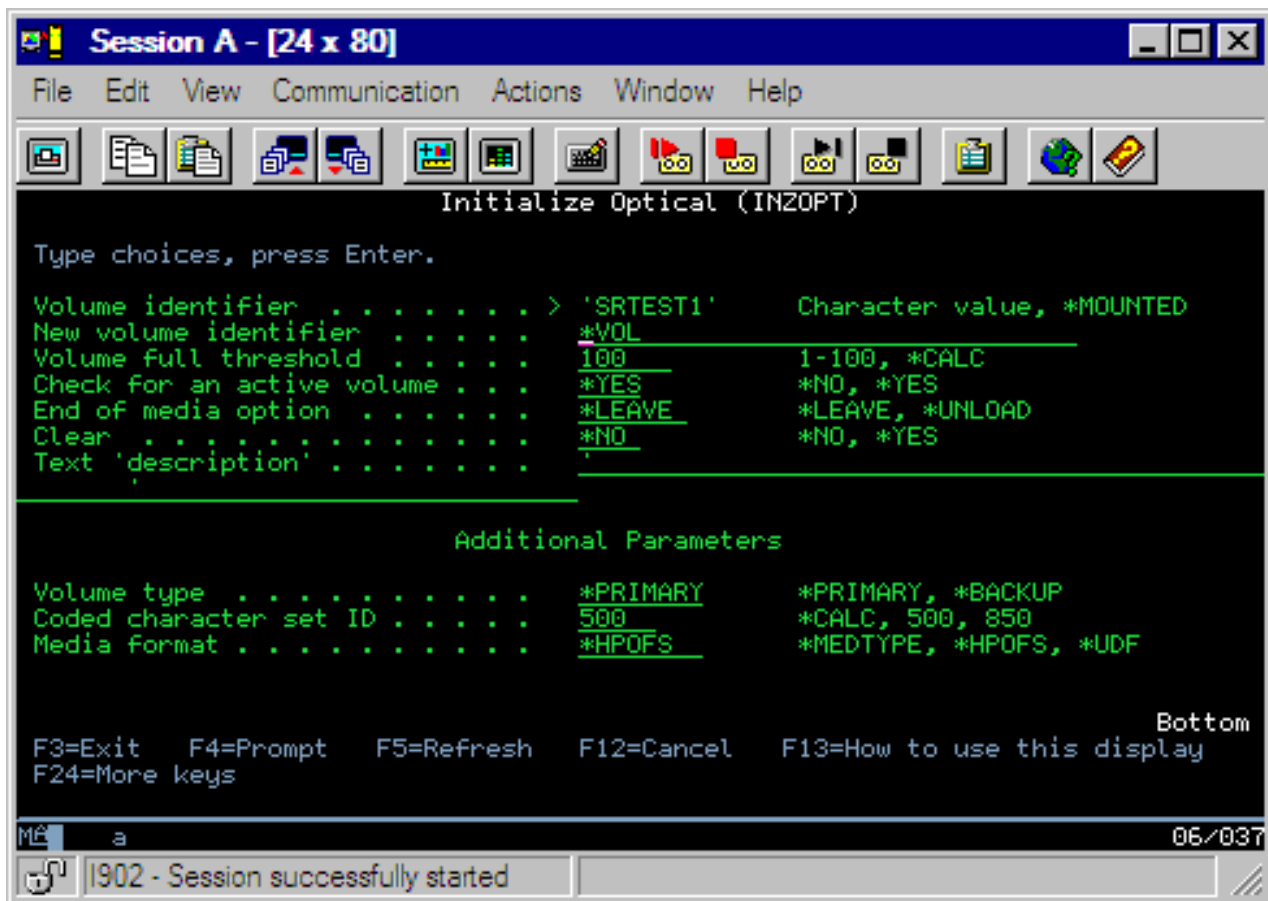 Session A - [24 x 80]
File Edit View Communication Actions Window Help
Initialize Optical (INZOPT)
Type choices, press Enter.
Volume identifier . . . . . . . > 'SRTEST1' Character value, *MOUNTED
New volume identifier . . . . . *VOL
Volume full threshold . . . . . 100 1-100, *CALC
Check for an active volume . . . *YES *NO, *YES
End of media option . . . . . . *LEAVE *LEAVE, *UNLOAD
Clear . . . . . . . . . . . . . *NO *NO, *YES
Text 'description' . . . . . . . '
'
Additional Parameters
Volume type . . . . . . . . . . *PRIMARY *PRIMARY, *BACKUP
Coded character set ID . . . . . 500 *CALC, 500, 850
Media format . . . . . . . . . . *HPOFS *MEDTYPE, *HPOFS, *UDF
Bottom
F3=Exit F4=Prompt F5=Refresh F12=Cancel F13=How to use this display
F24=More keys
a 06/037
I902 - Session successfully started